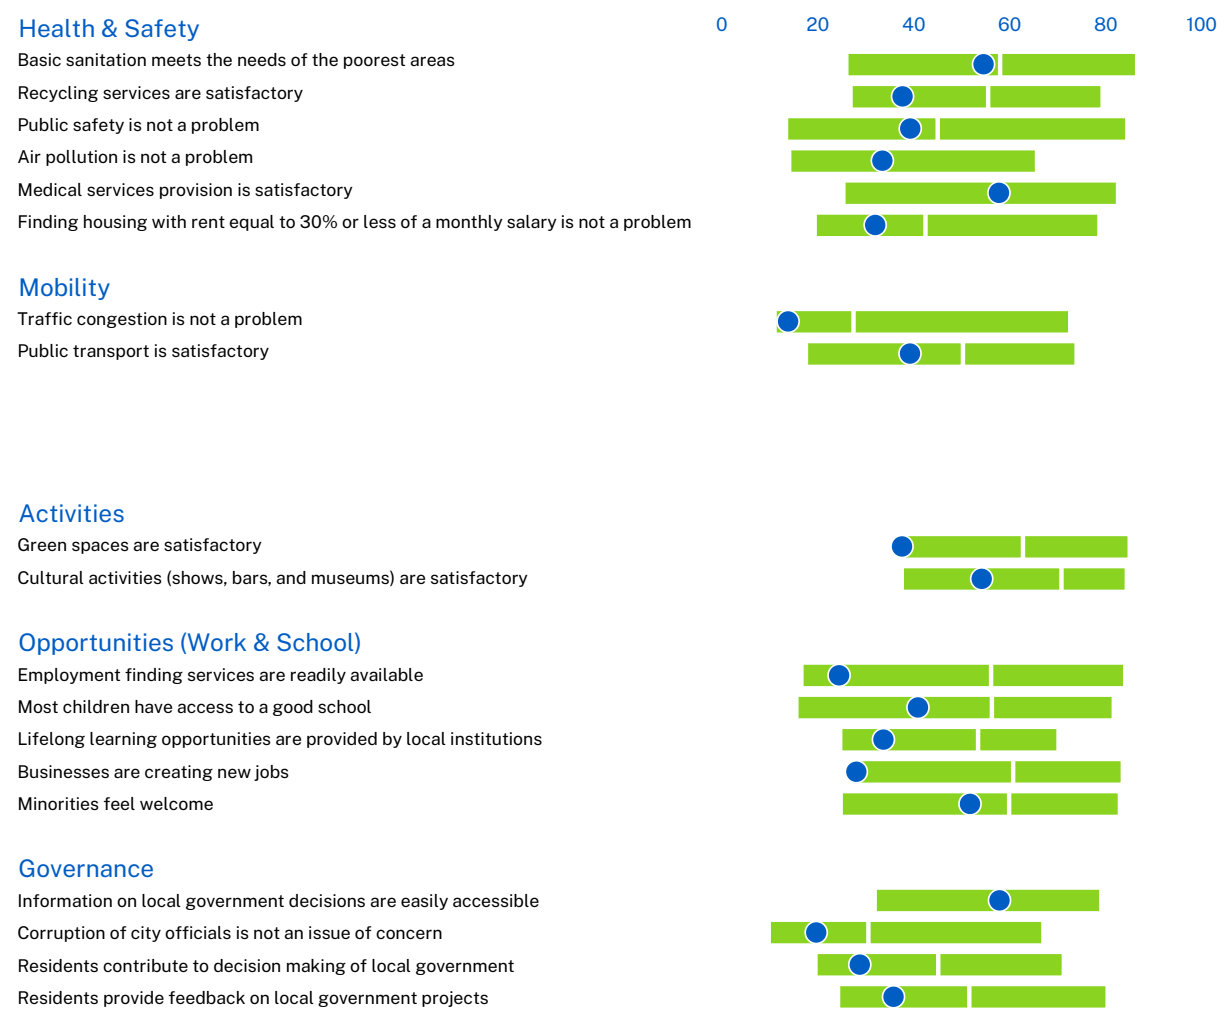 Health & Safety
0 20 40 60 80 100
Basic sanitation meets the needs of the poorest areas
Recycling services are satisfactory
Public safety is not a problem
Air pollution is not a problem
Medical services provision is satisfactory
Finding housing with rent equal to 30% or less of a monthly salary is not a problem
Mobility
Traffic congestion is not a problem
Public transport is satisfactory
Activities
Green spaces are satisfactory
Cultural activities (shows, bars, and museums) are satisfactory
Opportunities (Work & School)
Employment finding services are readily available
Most children have access to a good school
Lifelong learning opportunities are provided by local institutions
Businesses are creating new jobs
Minorities feel welcome
Governance
Information on local government decisions are easily accessible
Corruption of city officials is not an issue of concern
Residents contribute to decision making of local government
Residents provide feedback on local government projects